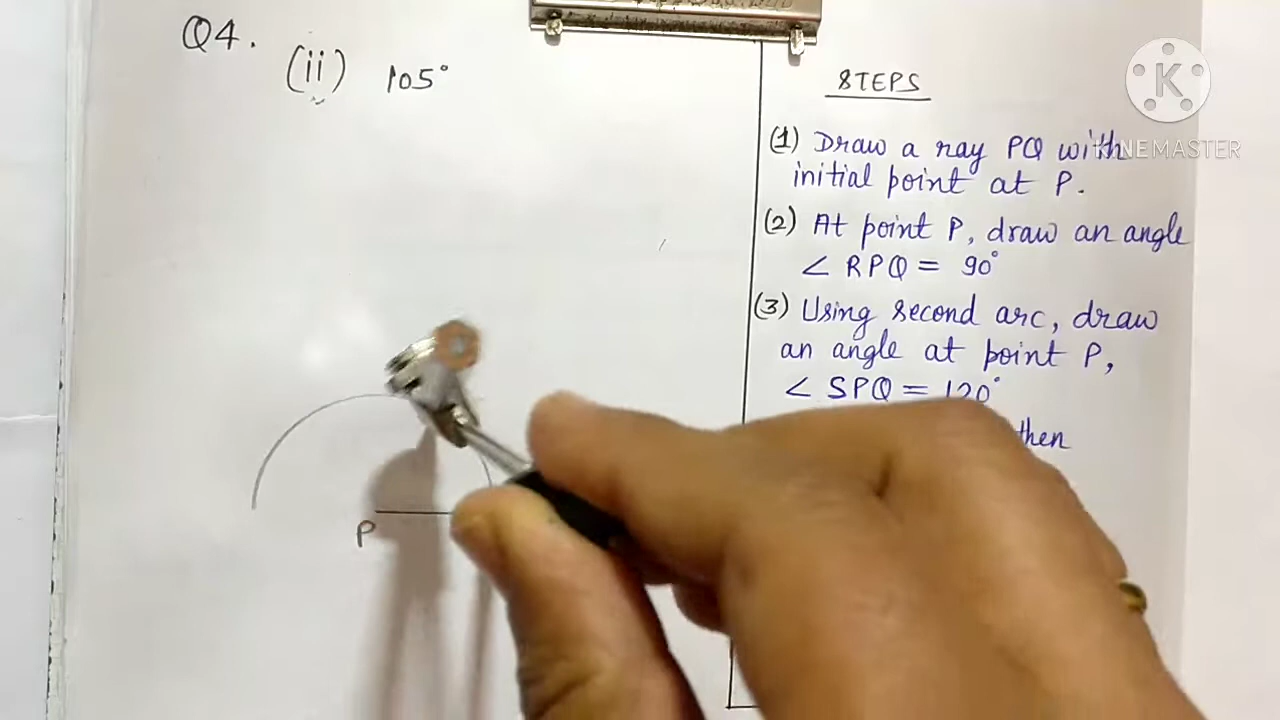 Q4.
(ii) 105°
STEPS
(1) Draw a ray PQ with
initial point at P.
(2) At point P, draw an angle
∠ RPQ = 90°
(3) Using second arc, draw
an angle at point P,
∠ SPQ = 120°
then
P
K
KINEMASTER